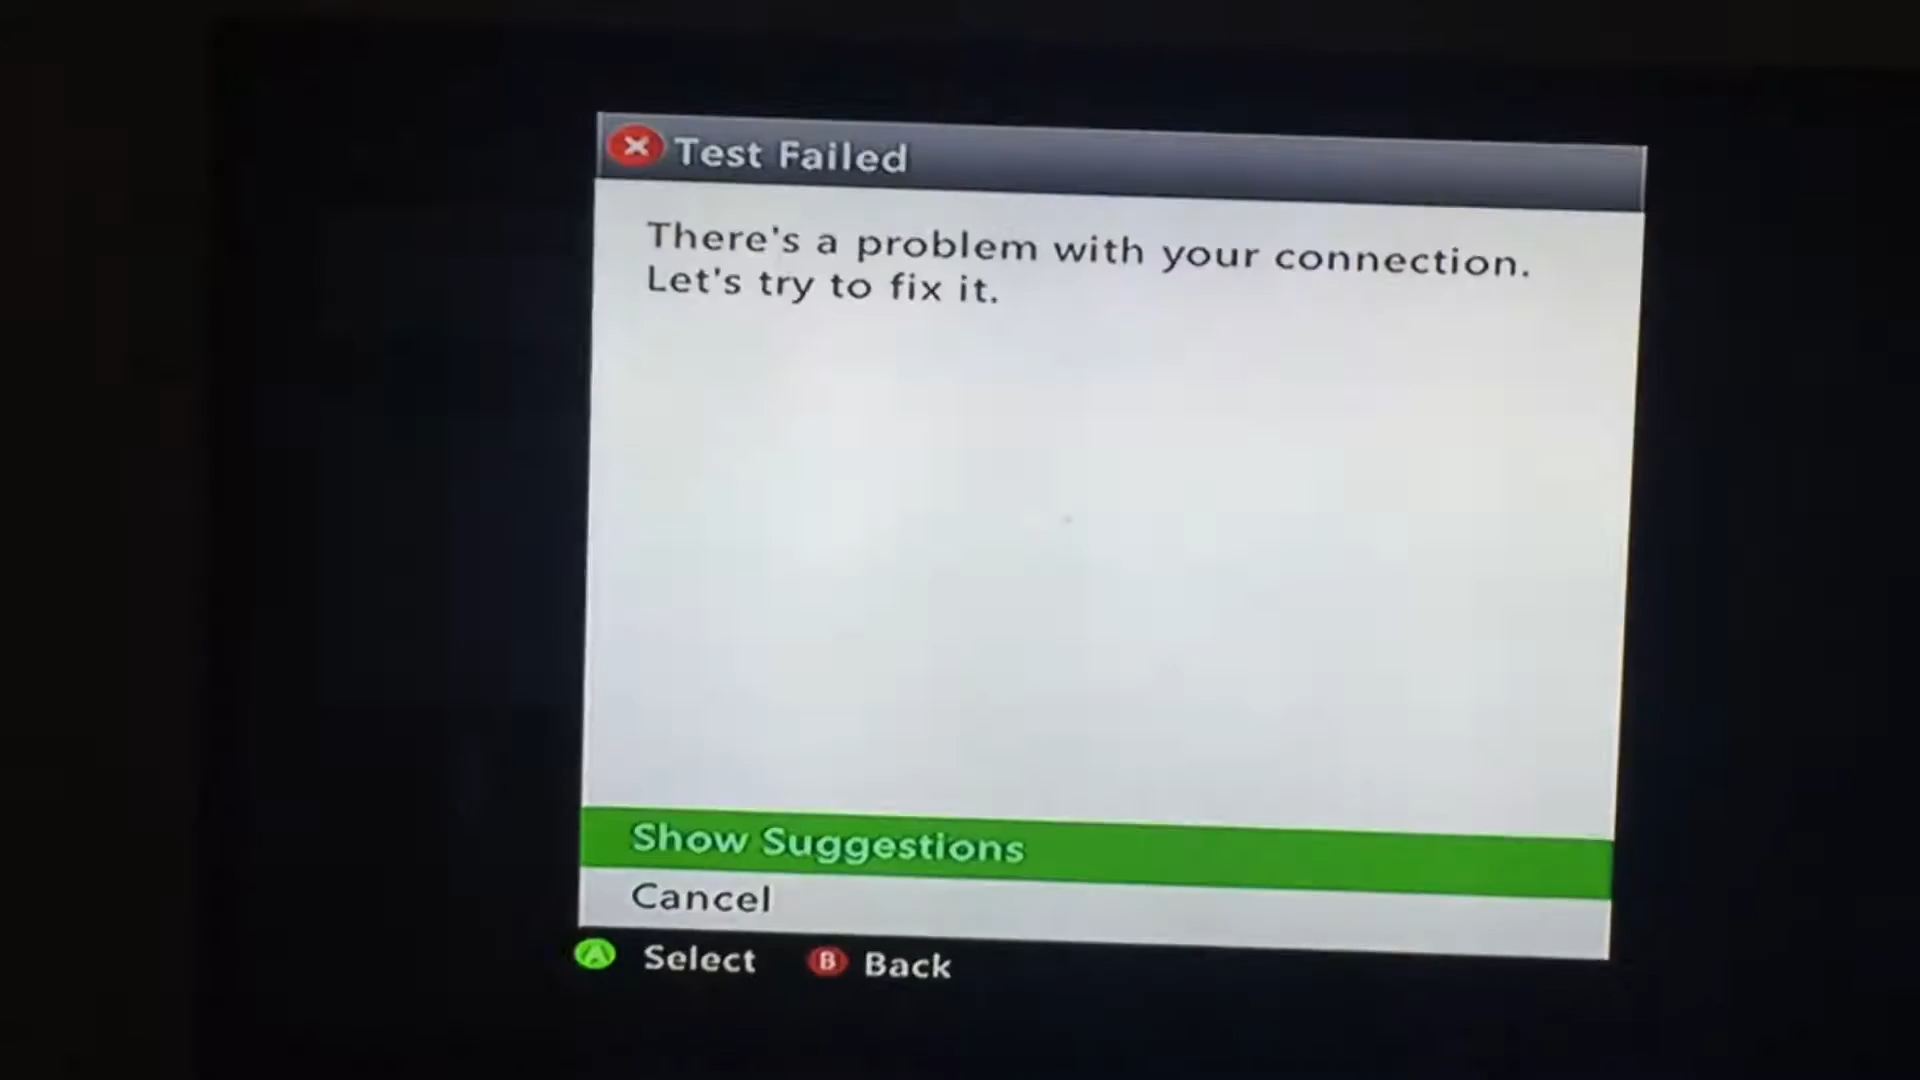 Test Failed
There's a problem with your connection.
Let's try to fix it.
Show Suggestions
Cancel
A Select B Back